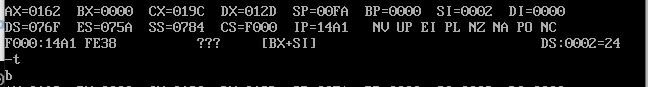 AX=0162 BX=0000 CX=019C DX=012D SP=00FA BP=0000 SI=0002 DI=0000
DS=076F ES=075A SS=0784 CS=F000 IP=14A1 NV UP EI PL NZ NA PO NC
F000:14A1 FE38 ??? [BX+SI] DS:0002=24
-t
b